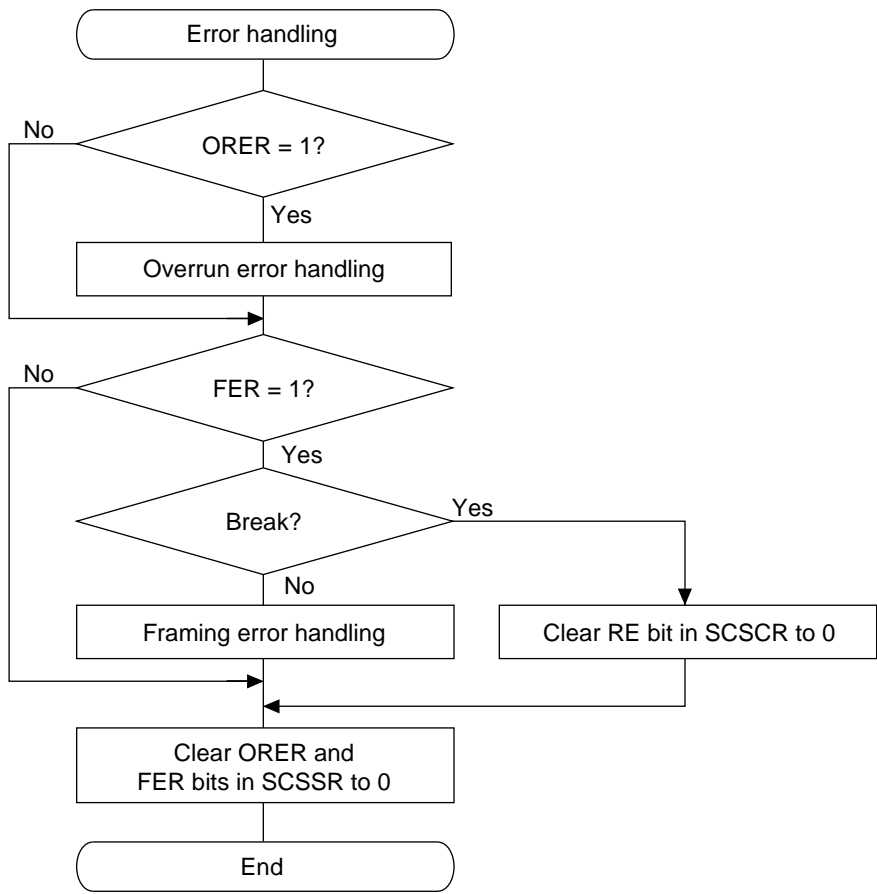 Error handling
No
ORER = 1?
Yes
Overrun error handling
No
FER = 1?
Yes
Break?
Yes
No
Framing error handling
Clear RE bit in SCSCR to 0
Clear ORER and
FER bits in SCSSR to 0
End